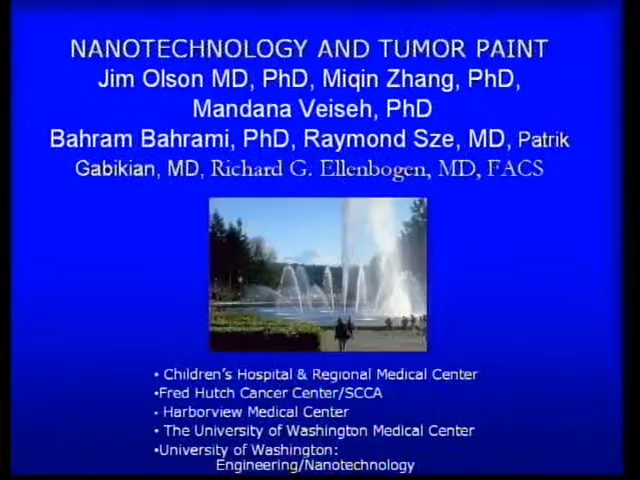 NANOTECHNOLOGY AND TUMOR PAINT
Jim Olson MD, PhD, Miqin Zhang, PhD,
Mandana Veiseh, PhD
Bahram Bahrami, PhD, Raymond Sze, MD, Patrik
Gabikian, MD, Richard G. Ellenbogen, MD, FACS
• Children's Hospital & Regional Medical Center
•Fred Hutch Cancer Center/SCCA
• Harborview Medical Center
• The University of Washington Medical Center
•University of Washington:
Engineering/Nanotechnology